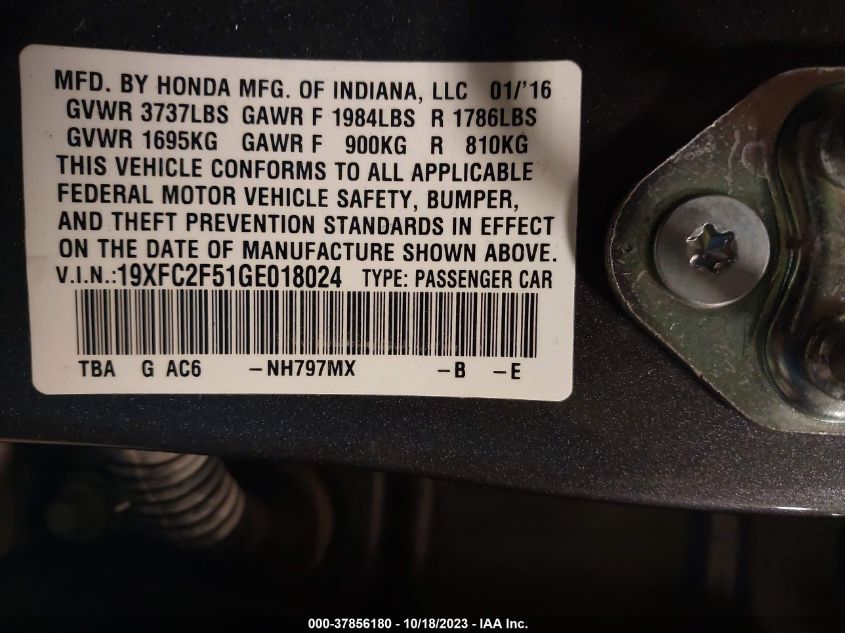 MFD. BY HONDA MFG. OF INDIANA, LLC 01/'16
GVWR 3737LBS GAWR F 1984LBS R 1786LBS
GVWR 1695KG GAWR F 900KG R 810KG
THIS VEHICLE CONFORMS TO ALL APPLICABLE
FEDERAL MOTOR VEHICLE SAFETY, BUMPER,
AND THEFT PREVENTION STANDARDS IN EFFECT
ON THE DATE OF MANUFACTURE SHOWN ABOVE.
V.I.N.:19XFC2F51GE018024 TYPE: PASSENGER CAR
TBA G AC6 -NH797MX -B -E
000-37856180 - 10/18/2023 - IAA Inc.